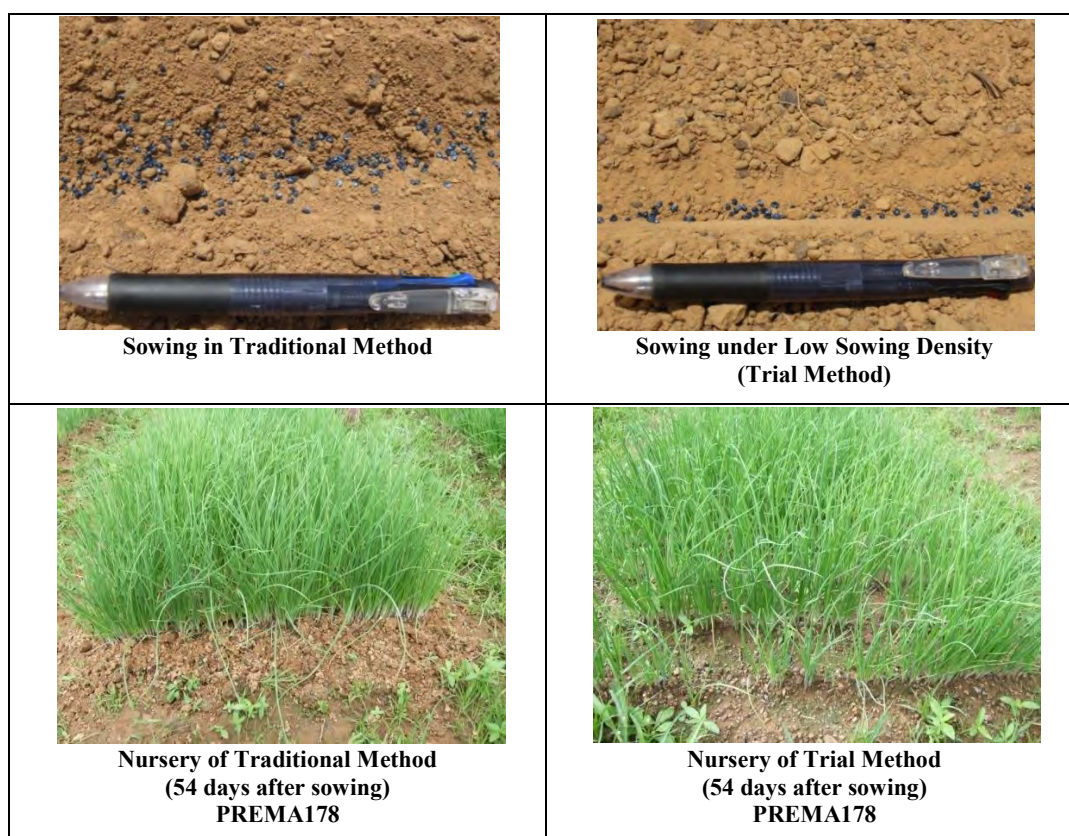 Sowing in Traditional Method
Sowing under Low Sowing Density
(Trial Method)
Nursery of Traditional Method
(54 days after sowing)
PREMA178
Nursery of Trial Method
(54 days after sowing)
PREMA178